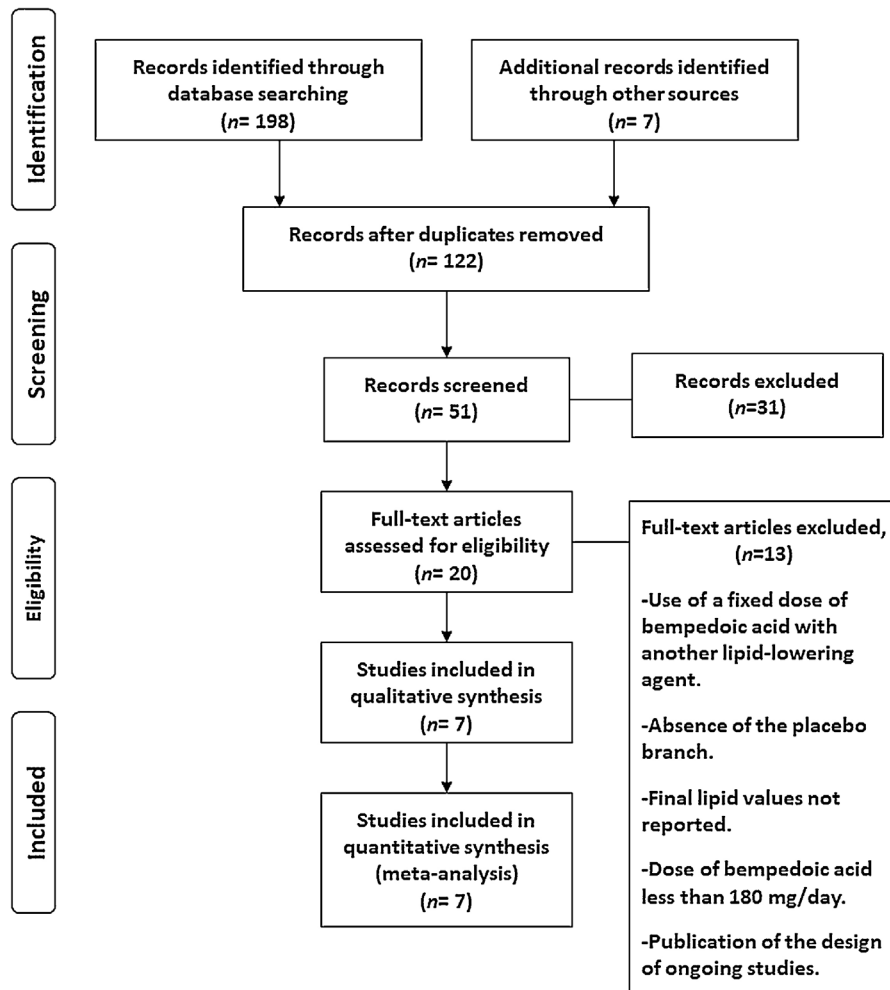 Identification
Records identified through
database searching
(n= 198)
Additional records identified
through other sources
(n= 7)
Records after duplicates removed
(n= 122)
Screening
Records screened
(n= 51)
Records excluded
(n=31)
Eligibility
Full-text articles
assessed for eligibility
(n= 20)
Full-text articles excluded,
(n=13)
-Use of a fixed dose of
bempedoic acid with
another lipid-lowering
agent.
-Absence of the placebo
branch.
-Final lipid values not
reported.
-Dose of bempedoic acid
less than 180 mg/day.
-Publication of the design
of ongoing studies.
Studies included in
qualitative synthesis
(n= 7)
Included
Studies included in
quantitative synthesis
(meta-analysis)
(n= 7)